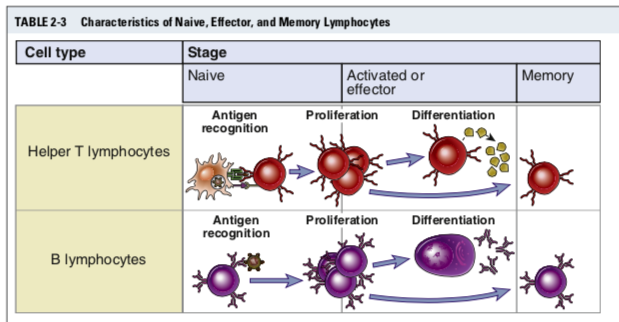 TABLE 2-3 Characteristics of Naive, Effector, and Memory Lymphocytes
Cell type
Stage
Naive
Activated or
effector
Memory
Helper T lymphocytes
Antigen
recognition
Proliferation
Differentiation
B lymphocytes
Antigen
recognition
Proliferation
Differentiation